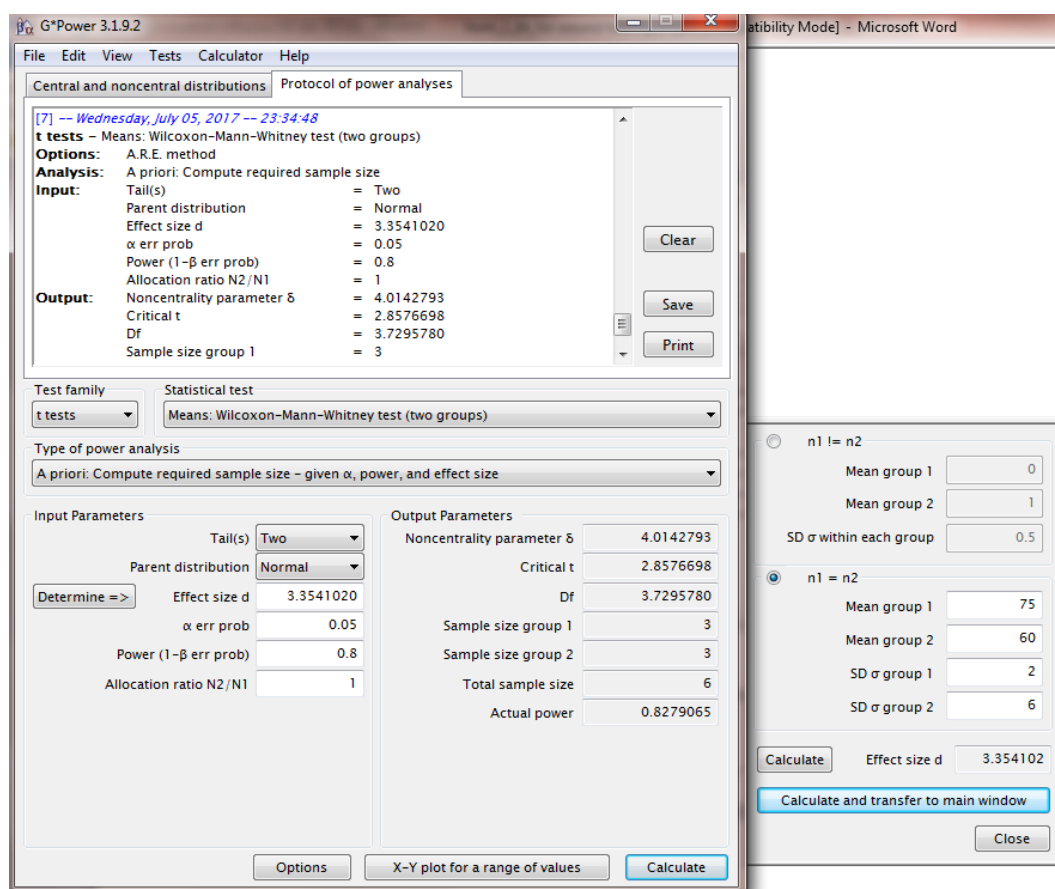 G*Power 3.1.9.2
atibility Mode] - Microsoft Word
File Edit View Tests Calculator Help
Central and noncentral distributions Protocol of power analyses
[7] -- Wednesday, July 05, 2017 -- 23:34:48
t tests - Means: Wilcoxon-Mann-Whitney test (two groups)
Options: A.R.E. method
Analysis: A priori: Compute required sample size
Input: Tail(s) = Two
Parent distribution = Normal
Effect size d = 3.3541020
α err prob = 0.05
Power (1-β err prob) = 0.8
Allocation ratio N2/N1 = 1
Output: Noncentrality parameter δ = 4.0142793
Critical t = 2.8576698
Df = 3.7295780
Sample size group 1 = 3
Clear
Save
Print
Test family
t tests
Statistical test
Means: Wilcoxon-Mann-Whitney test (two groups)
Type of power analysis
A priori: Compute required sample size - given α, power, and effect size
Input Parameters
Tail(s) Two
Parent distribution Normal
Determine => Effect size d 3.3541020
α err prob 0.05
Power (1-β err prob) 0.8
Allocation ratio N2/N1 1
Output Parameters
Noncentrality parameter δ 4.0142793
Critical t 2.8576698
Df 3.7295780
Sample size group 1 3
Sample size group 2 3
Total sample size 6
Actual power 0.8279065
Options X-Y plot for a range of values Calculate
n1 != n2
Mean group 1 0
Mean group 2 1
SD σ within each group 0.5
n1 = n2
Mean group 1 75
Mean group 2 60
SD σ group 1 2
SD σ group 2 6
Calculate Effect size d 3.354102
Calculate and transfer to main window
Close